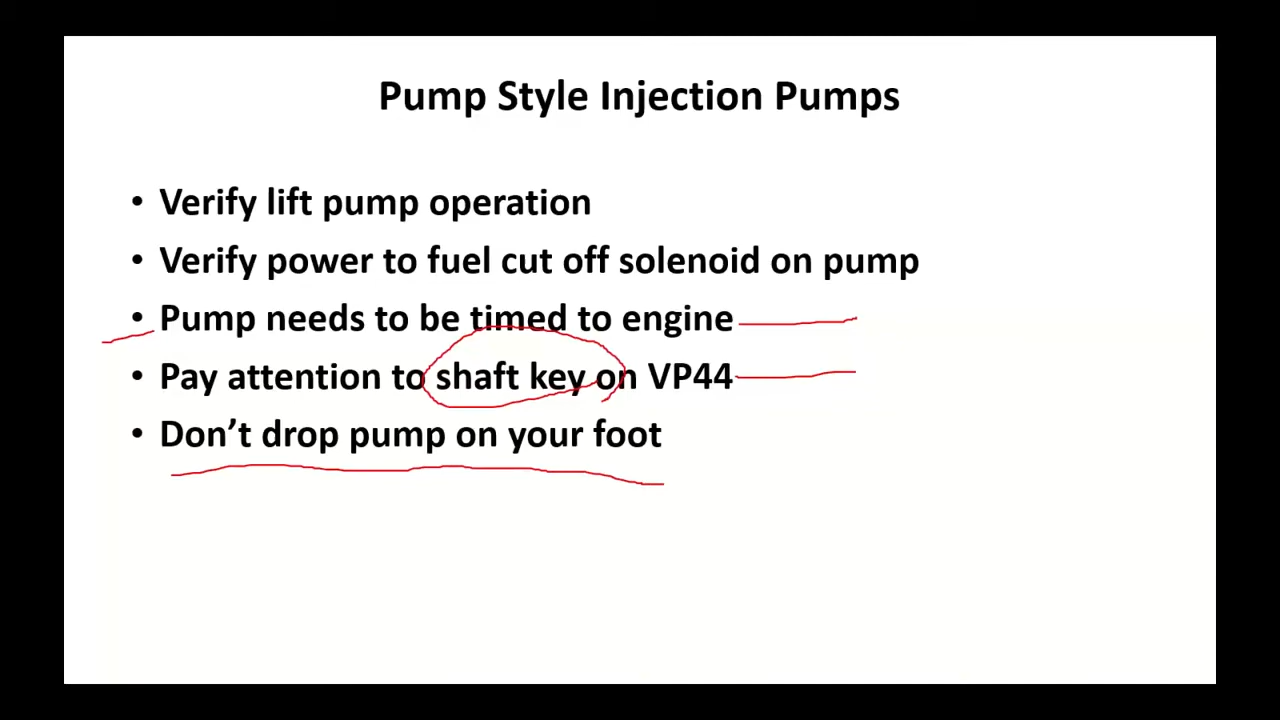 Pump Style Injection Pumps
• Verify lift pump operation
• Verify power to fuel cut off solenoid on pump
• Pump needs to be timed to engine
• Pay attention to shaft key on VP44
• Don’t drop pump on your foot